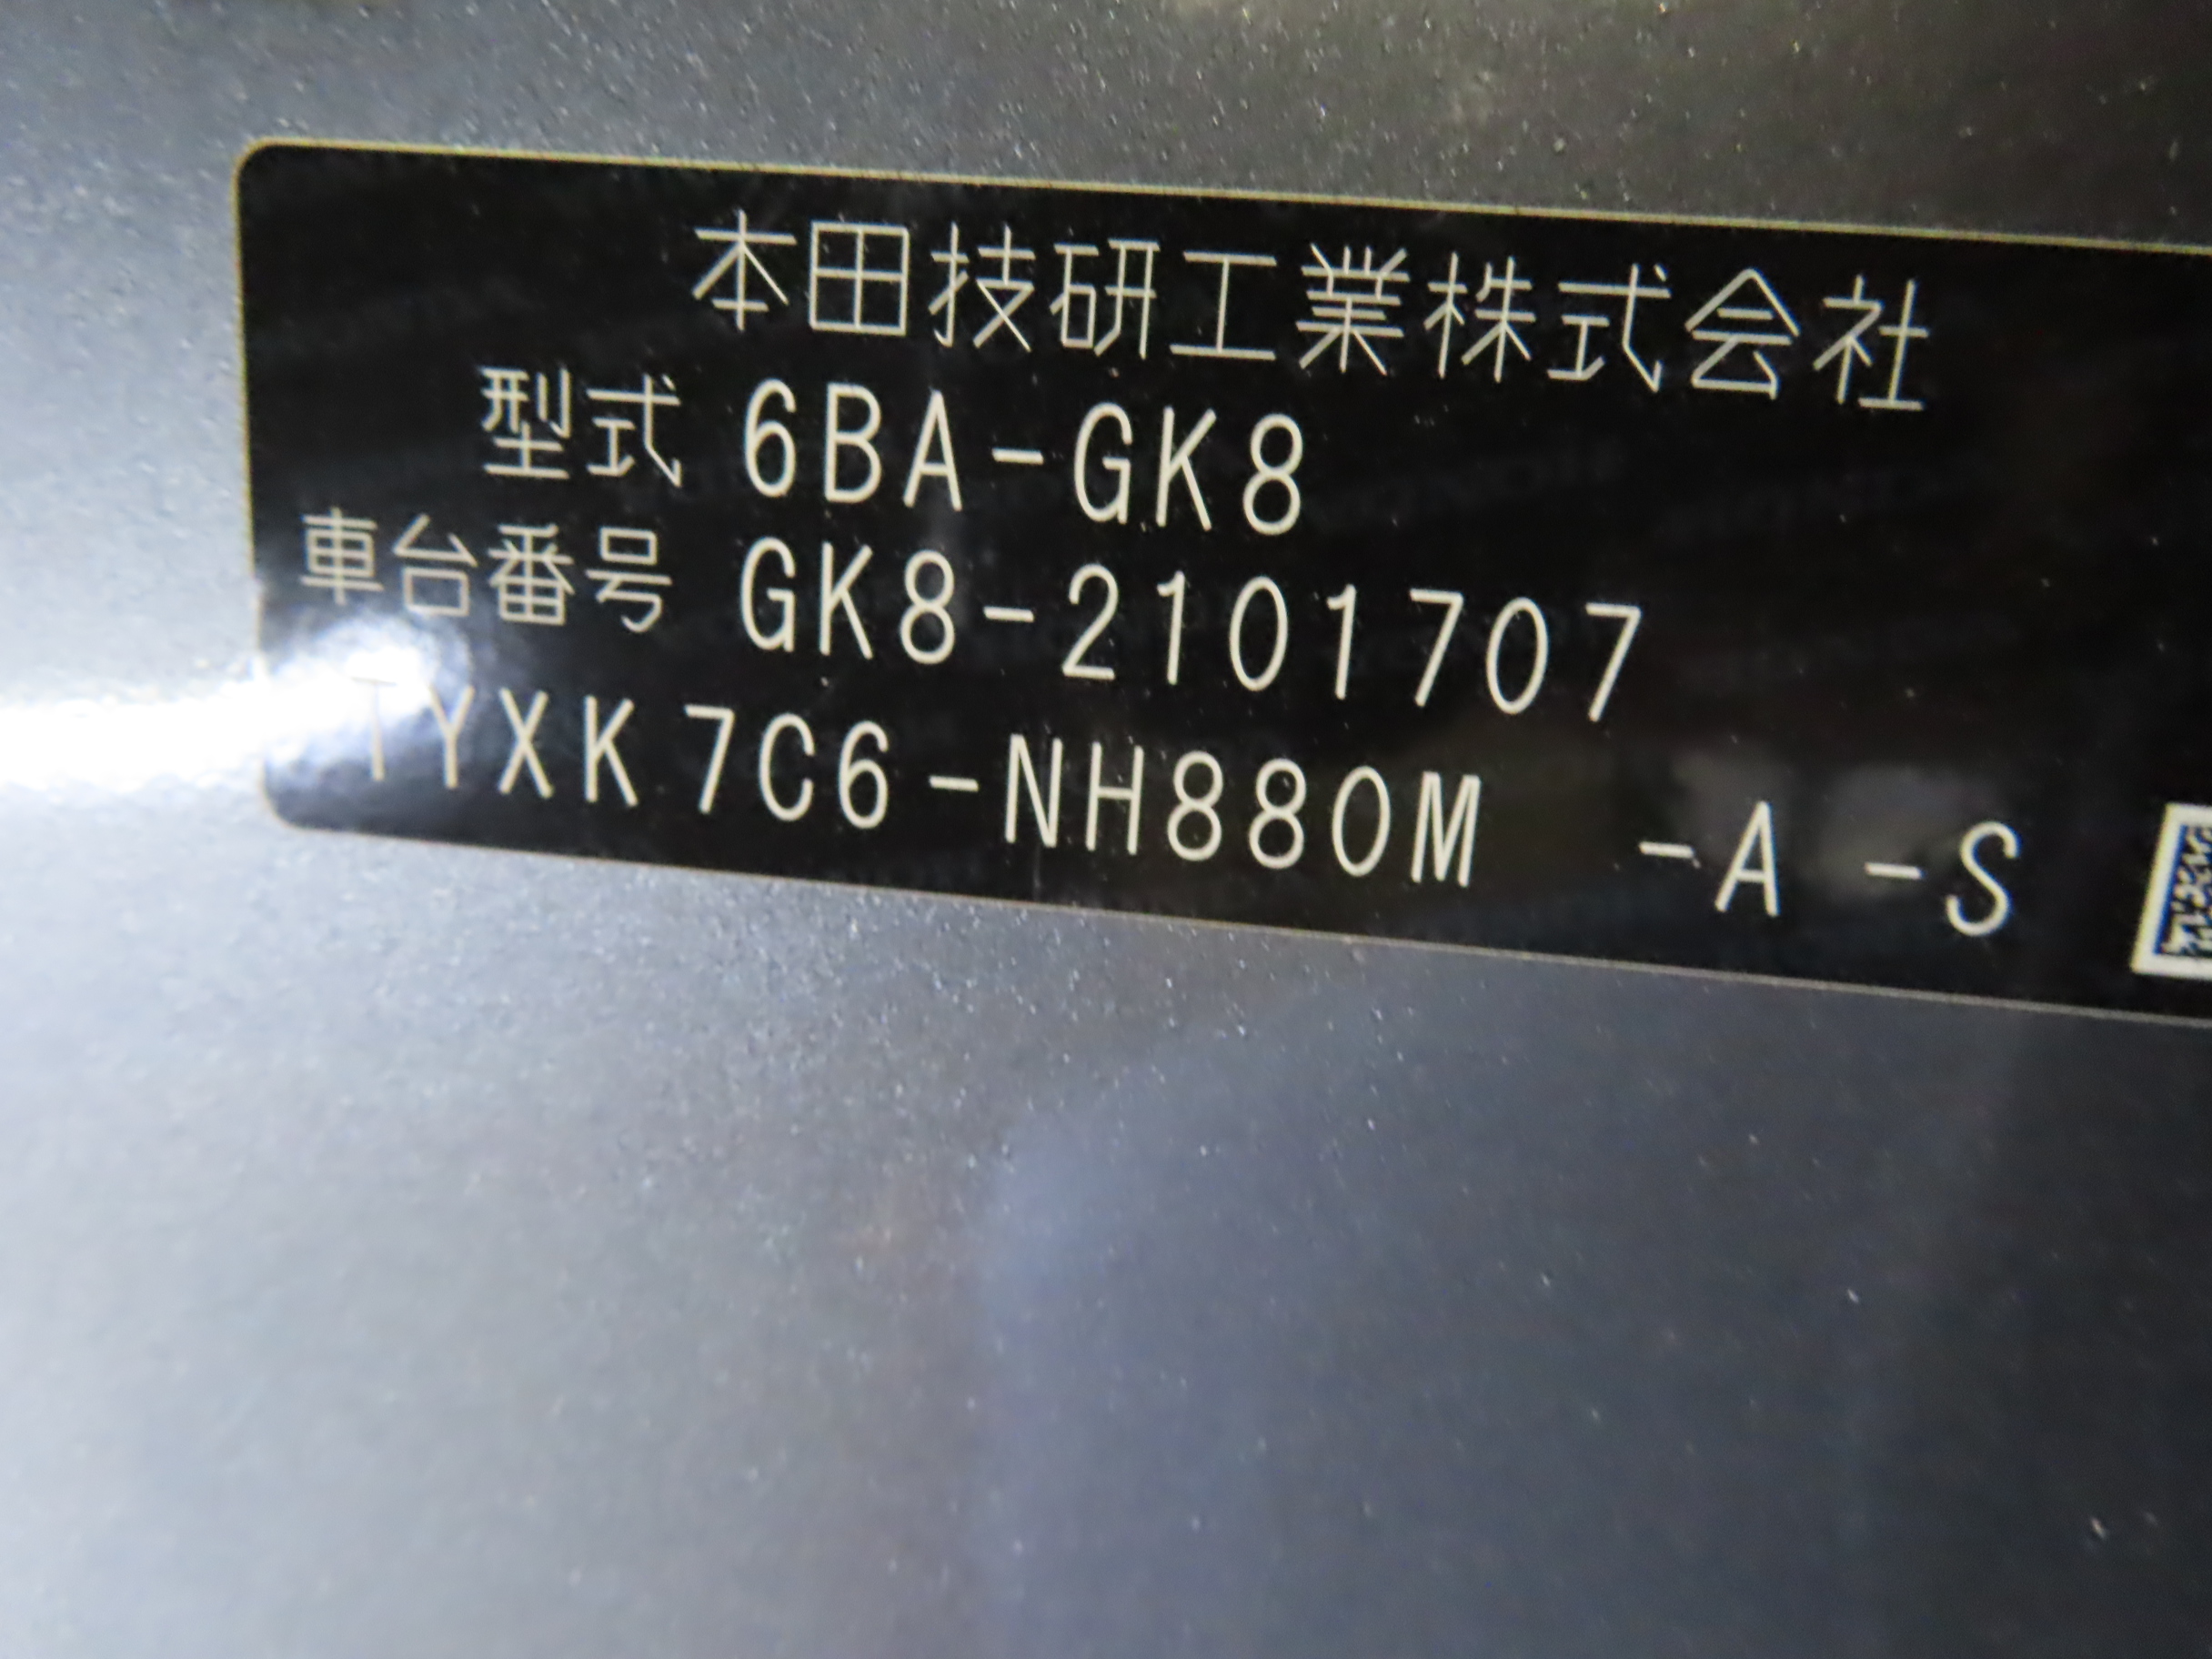 本田技研工業株式会社
型式 6BA-GK8
車台番号 GK8-2101707
TYXK7C6-NH880M -A -S